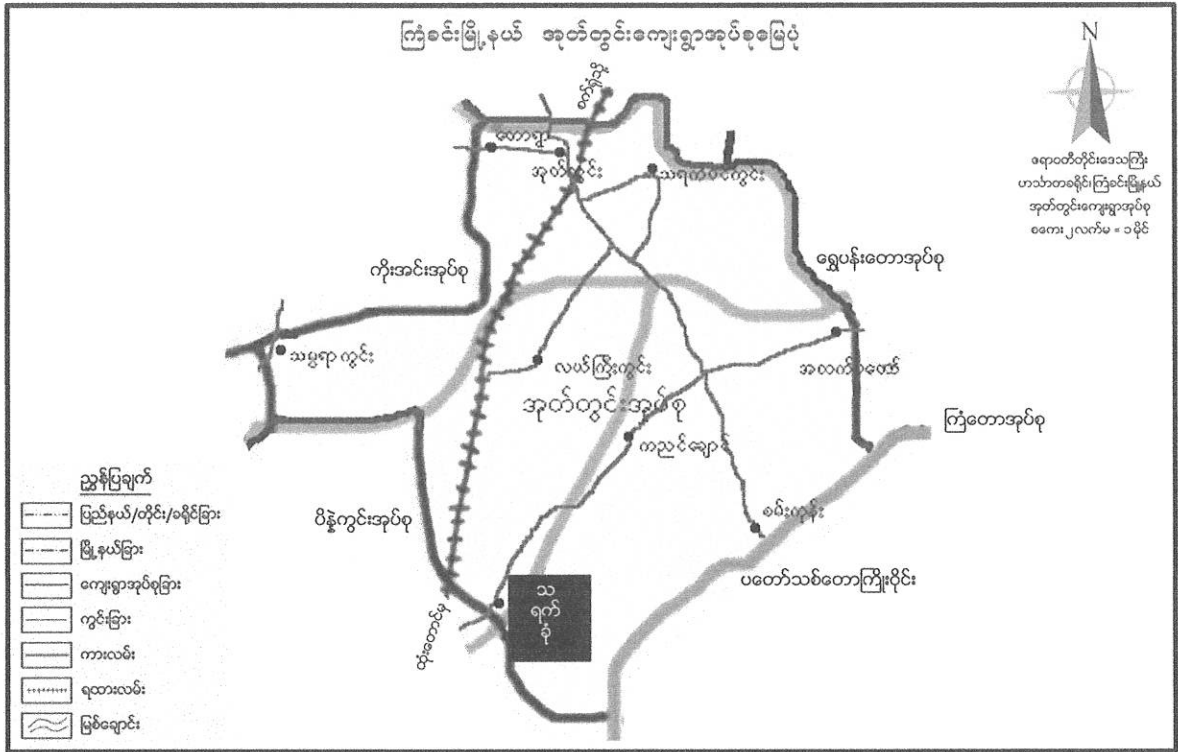 ကြံခင်းမြို့နယ် အုတ်တွင်းကျေးရွာအုပ်စုမြေပုံ
N
ဧရာဝတီတိုင်းဒေသကြီး
ဟင်္သာတခရိုင်၊ကြံခင်းမြို့နယ်
အုတ်တွင်းကျေးရွာအုပ်စု
စကေး၂လက်မ = ၁မိုင်
တောရွာ
အုတ်တွင်း
ရွှေပန်းတောအုပ်စု
ကိုးအင်းအုပ်စု
သမ္ဗရာကွင်း
လယ်ကြီးကွင်း
အုတ်တွင်းအုပ်စု
ကြံတောအုပ်စု
ကညင်ချောင်
ညွှန်ပြချက်
ပြည်နယ်/တိုင်း/ခရိုင်ခြား
မြို့နယ်ခြား
ကျေးရွာအုပ်စုခြား
ကွင်းခြား
ကားလမ်း
ရထားလမ်း
မြစ်ချောင်း
ပိန္နဲကွင်းအုပ်စု
ခမ်းကုန်း
ပတော်သစ်တောကြိုးဝိုင်း
သ
ရက်
ခုံ